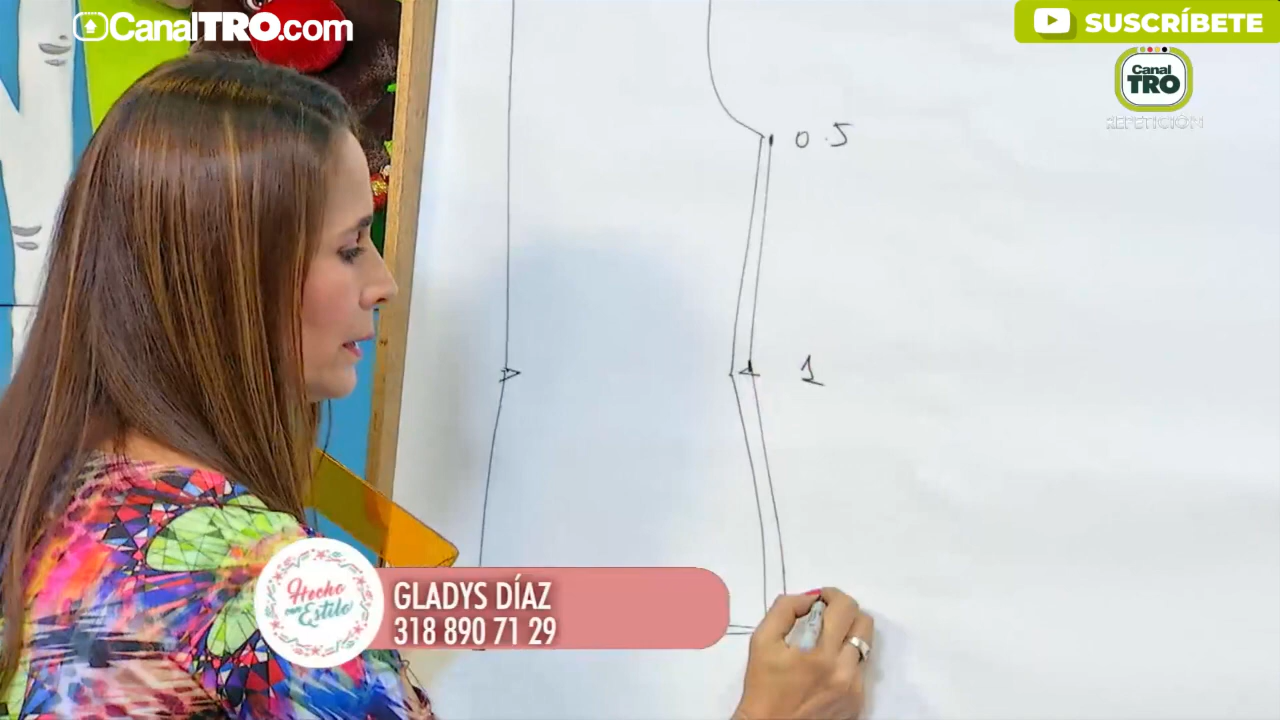 CanalTRO.com
SUSCRÍBETE
Canal
TRO
REPETICIÓN
0.5
1
Hecho
con Estilo
GLADYS DÍAZ
318 890 71 29